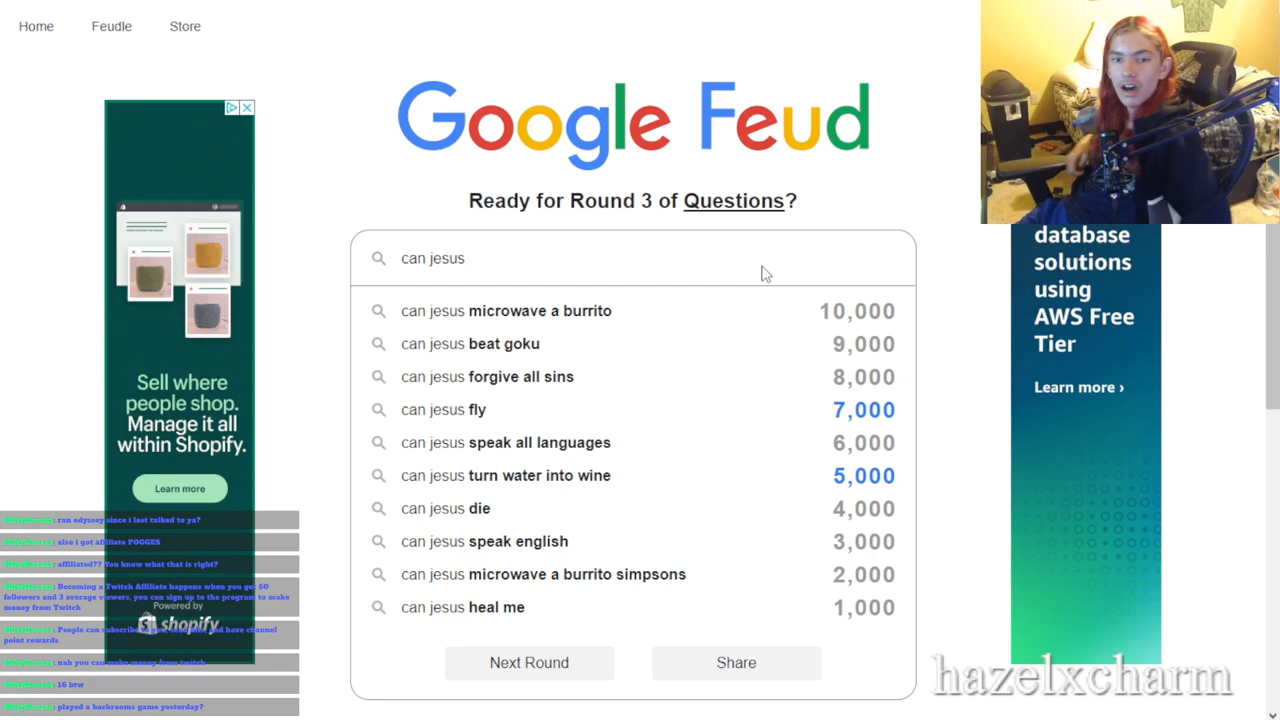 Home Feudle Store
Google Feud
Ready for Round 3 of Questions?
can jesus
can jesus microwave a burrito 10,000
can jesus beat goku 9,000
can jesus forgive all sins 8,000
can jesus fly 7,000
can jesus speak all languages 6,000
can jesus turn water into wine 5,000
can jesus die 4,000
can jesus speak english 3,000
can jesus microwave a burrito simpsons 2,000
can jesus heal me 1,000
Next Round Share
Sell where
people shop.
Manage it all
within Shopify.
Learn more
Powered by
shopify
database
solutions
using
AWS Free
Tier
Learn more ›
ran odyssey since i last talked to ya?
also i got affiliate POGGES
affiliated?? You know what that is right?
Becoming a Twitch Affiliate happens when you get 50
followers and 3 average viewers, you can sign up to the program to make
money from Twitch
People can subscribe and have channel
point rewards
nah you can make money from twitch
16 btw
played a backrooms game yesterday?
hazelxcharm